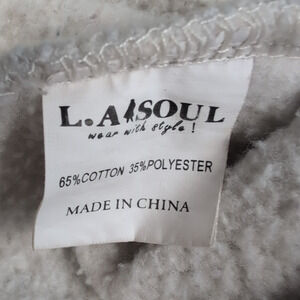 L.A SOUL
wear with style!
65%COTTON 35%POLYESTER
MADE IN CHINA